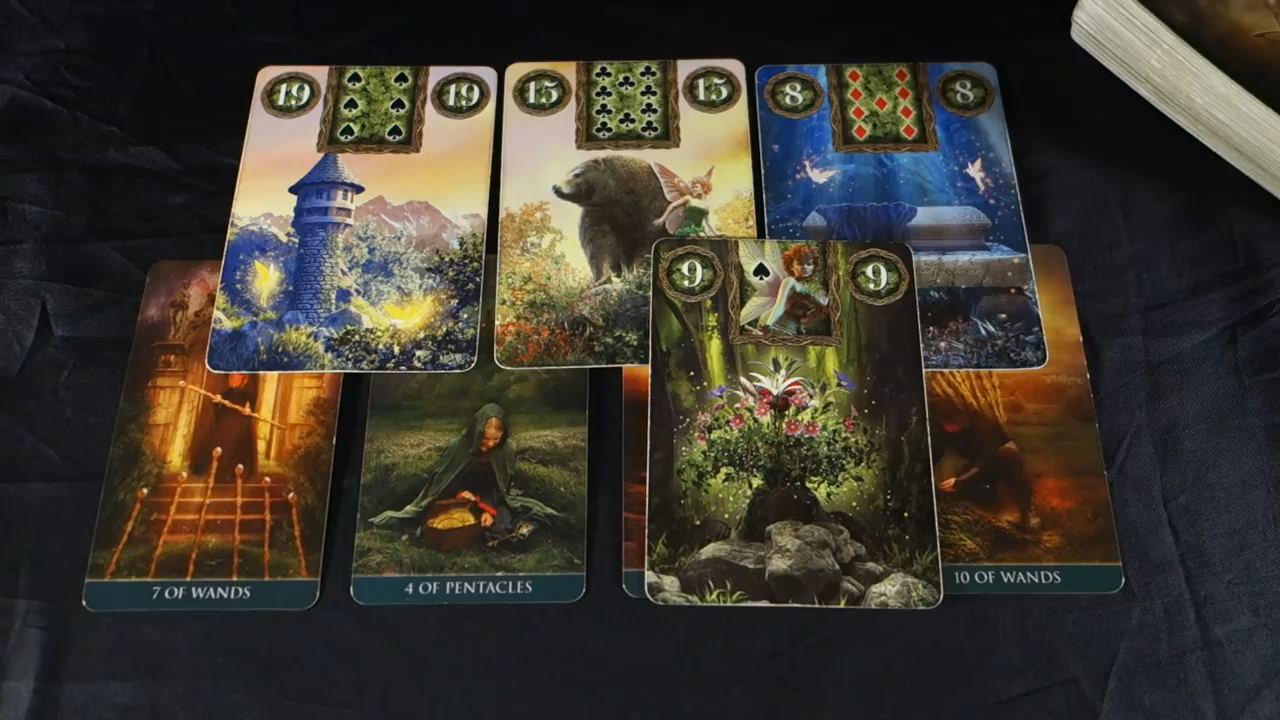 19 19
15 15
8 8
9 9
7 OF WANDS
4 OF PENTACLES
10 OF WANDS